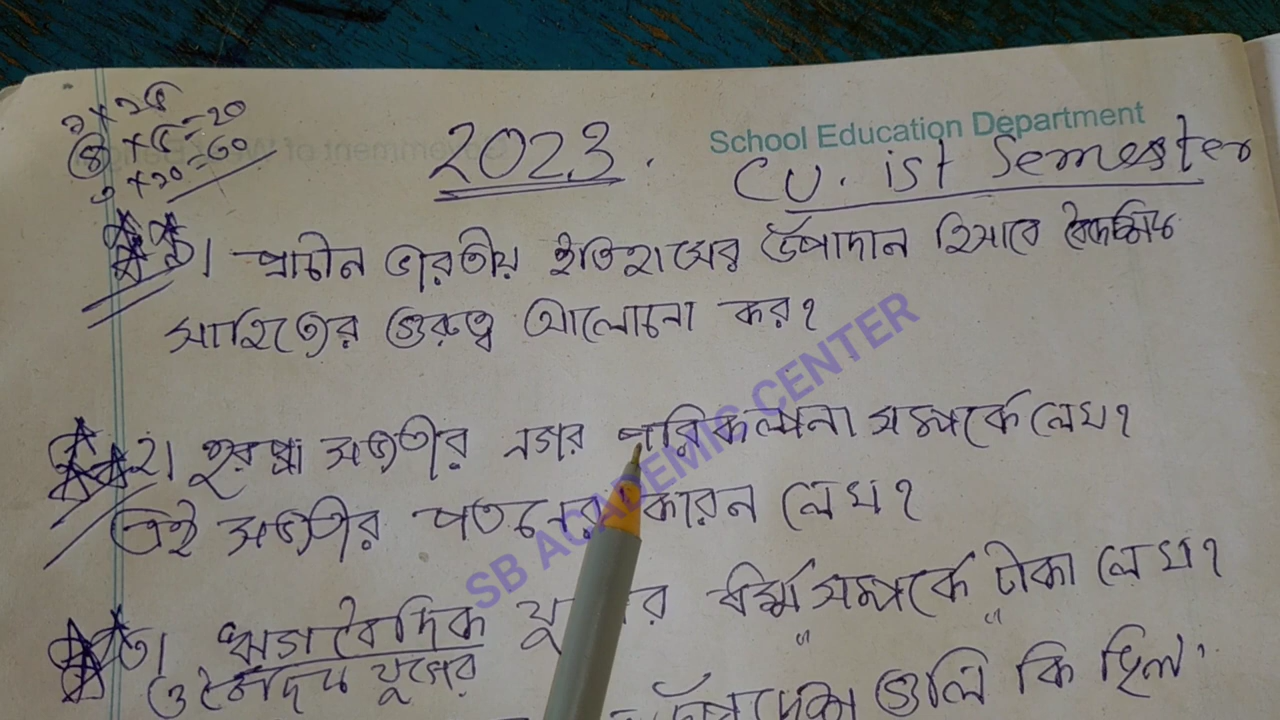 2023.
School Education Department
CU. 1st Semester
১। প্রাচীন ভারতীয় ইতিহাসের উপাদান হিসাবে
সাহিত্যের গুরুত্ব আলোচনা কর?
২। হরপ্পা সভ্যতার নগর পরিকল্পনা সম্পর্কে লেখ?
এই সভ্যতার পতনের কারন লেখ?
৩। ঋগবৈদিক ধর্ম সম্পর্কে টীকা লেখ?
যুগের
গুলি কি ছিল
SB ACADEMIC CENTER